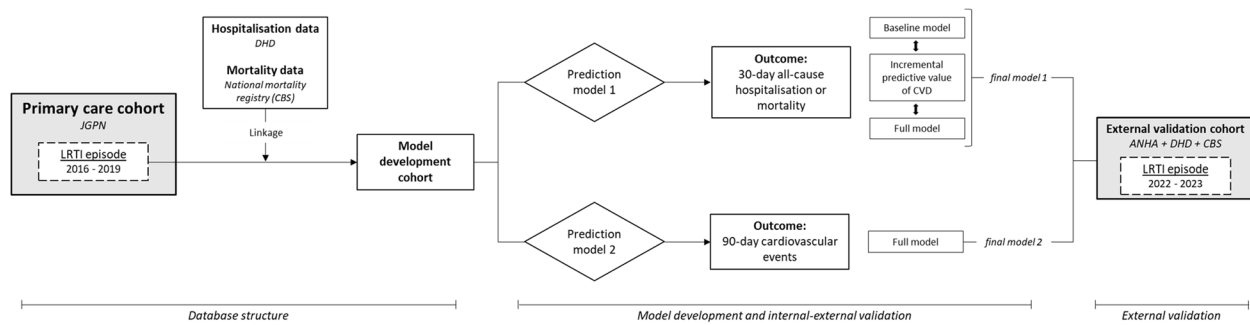 Primary care cohort
JGPN
LRTI episode
2016 - 2019
Hospitalisation data
DHD
Mortality data
National mortality
registry (CBS)
Linkage
Model
development
cohort
Prediction
model 1
Outcome:
30-day all-cause
hospitalisation or
mortality
Baseline model
Incremental
predictive value
of CVD
Full model
final model 1
Prediction
model 2
Outcome:
90-day cardiovascular
events
Full model
final model 2
External validation cohort
ANHA + DHD + CBS
LRTI episode
2022 - 2023
Database structure
Model development and internal-external validation
External validation